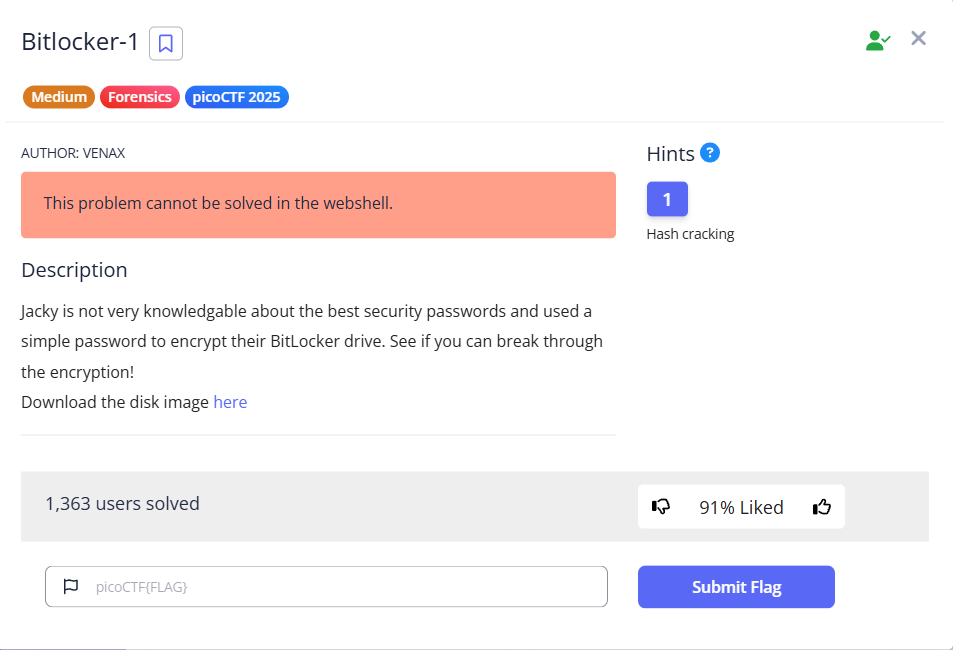 Bitlocker-1
Medium Forensics picoCTF 2025
AUTHOR: VENAX
This problem cannot be solved in the webshell.
Description
Jacky is not very knowledgable about the best security passwords and used a
simple password to encrypt their BitLocker drive. See if you can break through
the encryption!
Download the disk image here
Hints ?
1
Hash cracking
1,363 users solved
91% Liked
picoCTF{FLAG}
Submit Flag